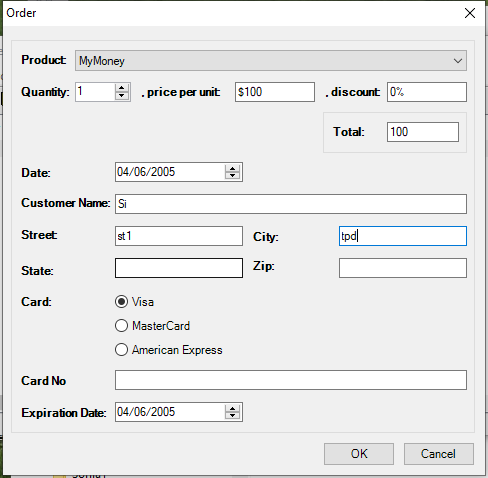 Order
Product: MyMoney
Quantity: 1 , price per unit: $100 , discount: 0%
Total: 100
Date: 04/06/2005
Customer Name: Si
Street: st1 City: tpd
State: Zip:
Card: Visa
MasterCard
American Express
Card No
Expiration Date: 04/06/2005
OK Cancel